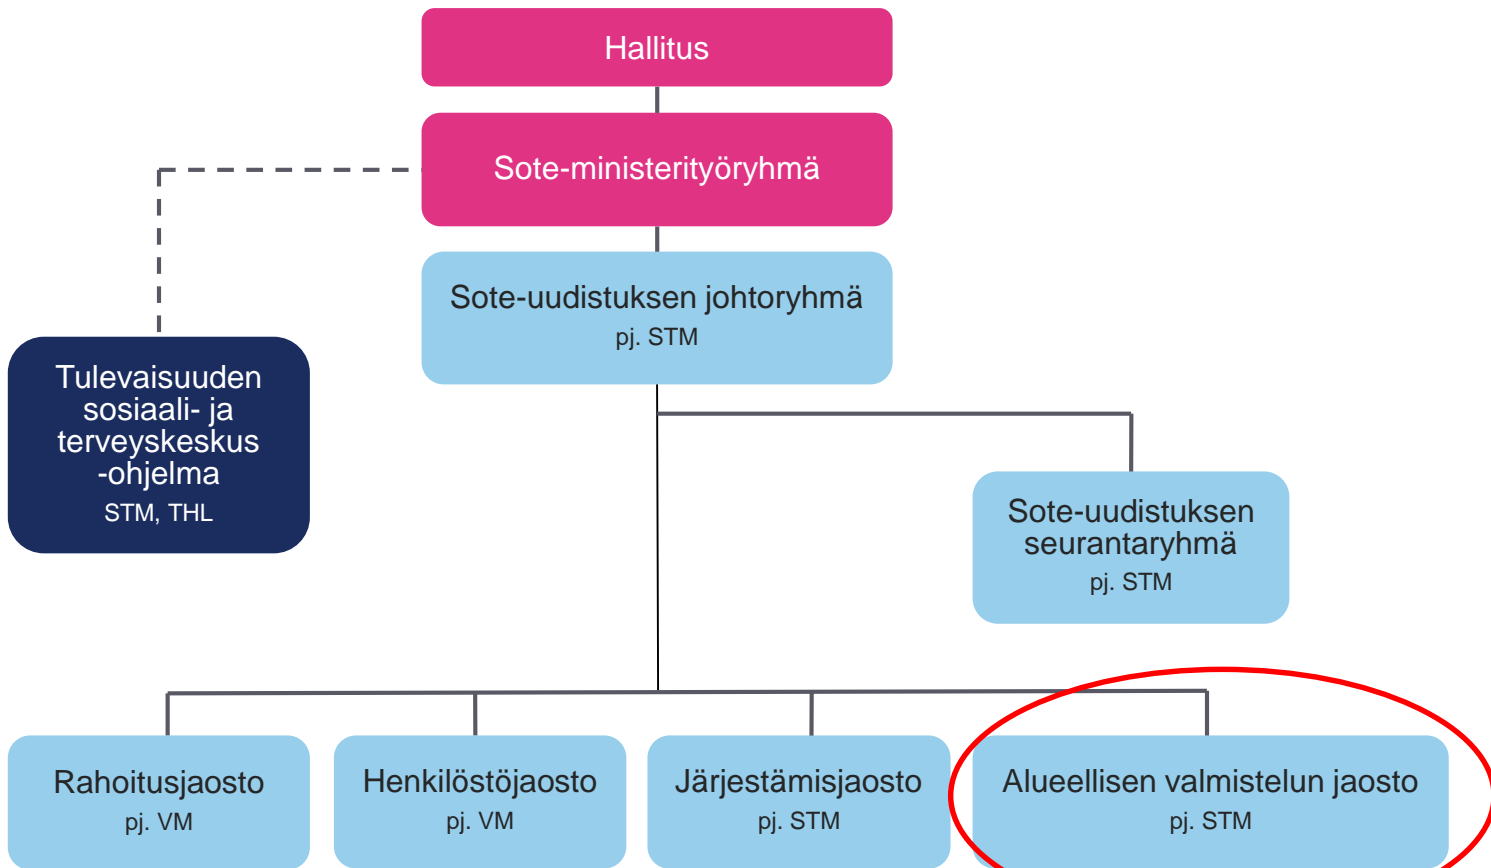 Hallitus
Sote-ministerityöryhmä
Sote-uudistuksen johtoryhmä
pj. STM
Tulevaisuuden
sosiaali- ja
terveyskeskus
-ohjelma
STM, THL
Sote-uudistuksen
seurantaryhmä
pj. STM
Rahoitusjaosto
pj. VM
Henkilöstöjaosto
pj. VM
Järjestämisjaosto
pj. STM
Alueellisen valmistelun jaosto
pj. STM